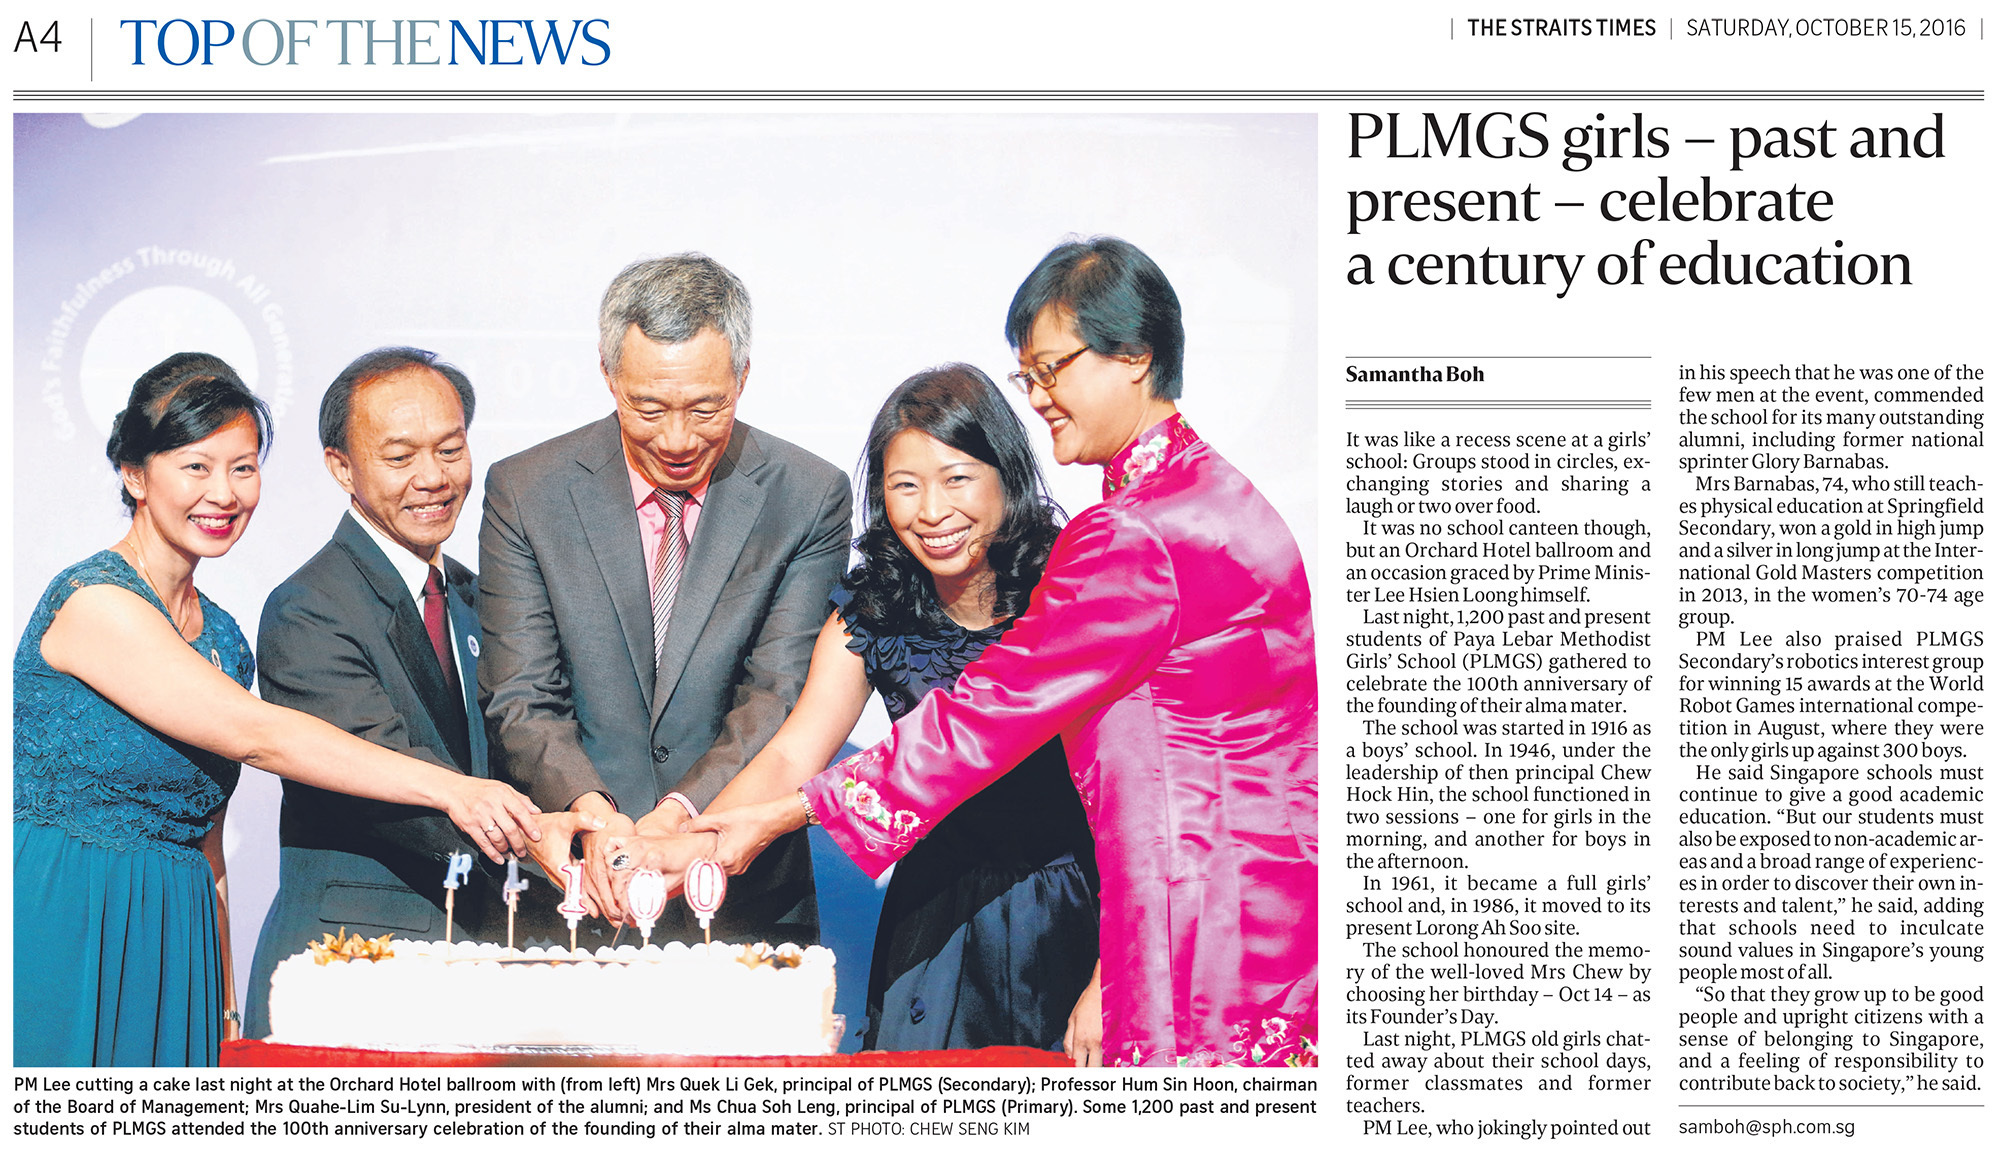 A4
TOP OF THE NEWS
THE STRAITS TIMES | SATURDAY, OCTOBER 15, 2016
God's Faithfulness Through All Generatio
100
PLMGS girls – past and
present – celebrate
a century of education
Samantha Boh
It was like a recess scene at a girls'
school: Groups stood in circles, ex-
changing stories and sharing a
laugh or two over food.
It was no school canteen though,
but an Orchard Hotel ballroom and
an occasion graced by Prime Minis-
ter Lee Hsien Loong himself.
Last night, 1,200 past and present
students of Paya Lebar Methodist
Girls' School (PLMGS) gathered to
celebrate the 100th anniversary of
the founding of their alma mater.
The school was started in 1916 as
a boys' school. In 1946, under the
leadership of then principal Chew
Hock Hin, the school functioned in
two sessions – one for girls in the
morning, and another for boys in
the afternoon.
In 1961, it became a full girls'
school and, in 1986, it moved to its
present Lorong Ah Soo site.
The school honoured the memo-
ry of the well-loved Mrs Chew by
choosing her birthday – Oct 14 – as
its Founder's Day.
Last night, PLMGS old girls chat-
ted away about their school days,
former classmates and former
teachers.
PM Lee, who jokingly pointed out
in his speech that he was one of the
few men at the event, commended
the school for its many outstanding
alumni, including former national
sprinter Glory Barnabas.
Mrs Barnabas, 74, who still teach-
es physical education at Springfield
Secondary, won a gold in high jump
and a silver in long jump at the Inter-
national Gold Masters competition
in 2013, in the women's 70-74 age
group.
PM Lee also praised PLMGS
Secondary's robotics interest group
for winning 15 awards at the World
Robot Games international compe-
tition in August, where they were
the only girls up against 300 boys.
He said Singapore schools must
continue to give a good academic
education. "But our students must
also be exposed to non-academic ar-
eas and a broad range of experienc-
es in order to discover their own in-
terests and talent," he said, adding
that schools need to inculcate
sound values in Singapore's young
people most of all.
"So that they grow up to be good
people and upright citizens with a
sense of belonging to Singapore,
and a feeling of responsibility to
contribute back to society," he said.
samboh@sph.com.sg
PM Lee cutting a cake last night at the Orchard Hotel ballroom with (from left) Mrs Quek Li Gek, principal of PLMGS (Secondary); Professor Hum Sin Hoon, chairman
of the Board of Management; Mrs Quahe-Lim Su-Lynn, president of the alumni; and Ms Chua Soh Leng, principal of PLMGS (Primary). Some 1,200 past and present
students of PLMGS attended the 100th anniversary celebration of the founding of their alma mater. ST PHOTO: CHEW SENG KIM